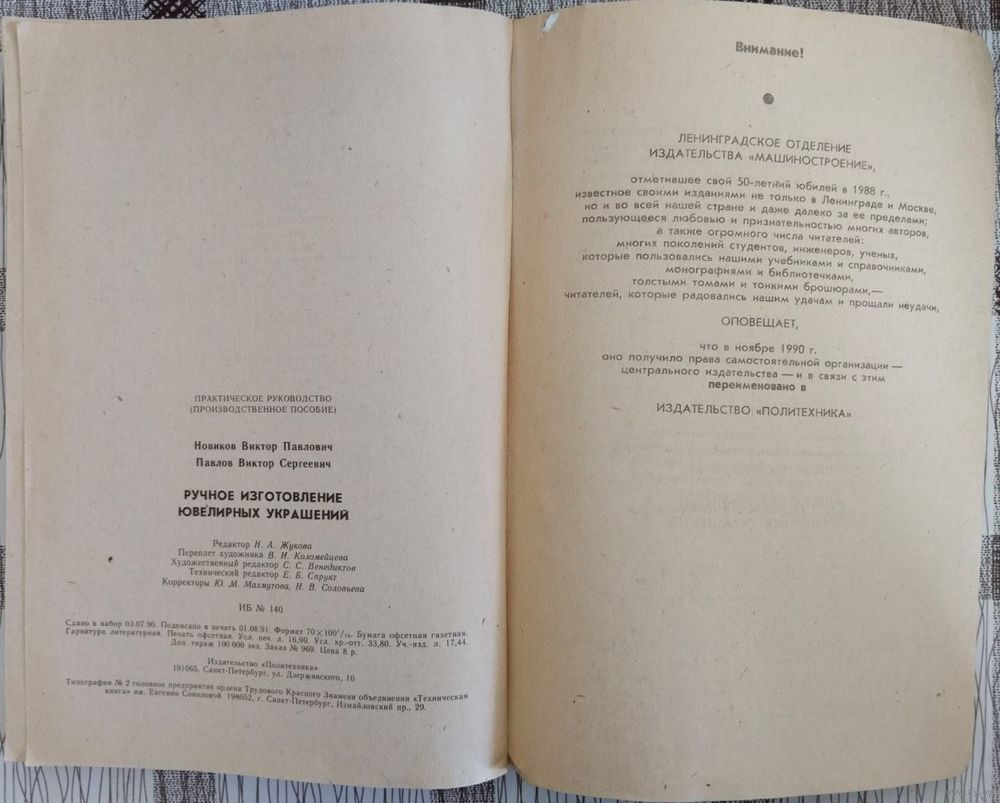 ПРАКТИЧЕСКОЕ РУКОВОДСТВО
(ПРОИЗВОДСТВЕННОЕ ПОСОБИЕ)
Новиков Виктор Павлович
Павлов Виктор Сергеевич
РУЧНОЕ ИЗГОТОВЛЕНИЕ
ЮВЕЛИРНЫХ УКРАШЕНИЙ
Редактор Н. А. Жукова
Переплет художника В. И. Коломейцева
Художественный редактор С. С. Венедиктов
Технический редактор Е. Б. Спрукт
Корректоры Ю. М. Махмутова, Н. В. Соловьева
ИБ № 140
Сдано в набор 03.07.90. Подписано в печать 01.08.91. Формат 70×100¹/₁₆. Бумага офсетная газетная.
Гарнитура литературная. Печать офсетная. Усл. печ. л. 16,90. Усл. кр.-отт. 33,80. Уч.-изд. л. 17,44.
Доп. тираж 100 000 экз. Заказ № 969. Цена 8 р.
Издательство «Политехника»
191065. Санкт-Петербург, ул. Дзержинского, 10
Типография № 2 головное предприятие ордена Трудового Красного Знамени объединения «Техническая
книга» им. Евгении Соколовой. 198052, г. Санкт-Петербург, Измайловский пр., 29.
Внимание!
ЛЕНИНГРАДСКОЕ ОТДЕЛЕНИЕ
ИЗДАТЕЛЬСТВА «МАШИНОСТРОЕНИЕ»,
отметившее свой 50-летний юбилей в 1988 г.,
известное своими изданиями не только в Ленинграде и Москве,
но и во всей нашей стране и даже далеко за ее пределами;
пользующееся любовью и признательностью многих авторов,
а также огромного числа читателей:
многих поколений студентов, инженеров, ученых,
которые пользовались нашими учебниками и справочниками,
монографиями и библиотечками,
толстыми томами и тонкими брошюрами,—
читателей, которые радовались нашим удачам и прощали неудачи,
ОПОВЕЩАЕТ,
что в ноябре 1990 г.
оно получило права самостоятельной организации —
центрального издательства — и в связи с этим
переименовано в
ИЗДАТЕЛЬСТВО «ПОЛИТЕХНИКА»